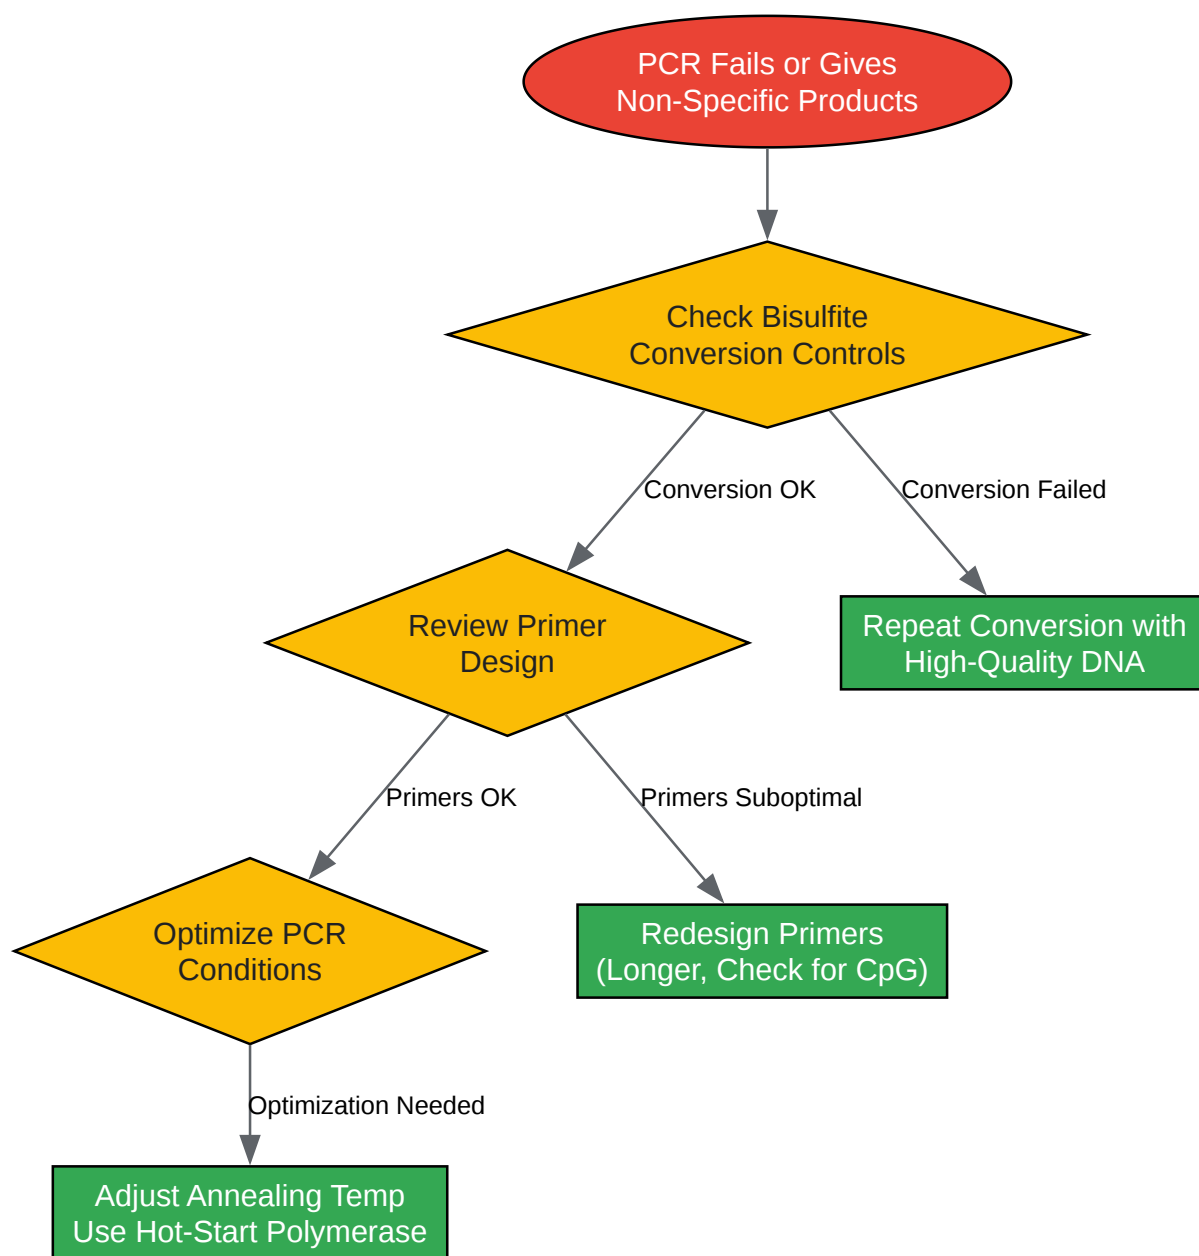 PCR Fails or Gives
Non-Specific Products
Check Bisulfite
Conversion Controls
Conversion OK
Conversion Failed
Review Primer
Design
Repeat Conversion with
High-Quality DNA
Primers OK
Primers Suboptimal
Optimize PCR
Conditions
Redesign Primers
(Longer, Check for CpG)
Optimization Needed
Adjust Annealing Temp
Use Hot-Start Polymerase